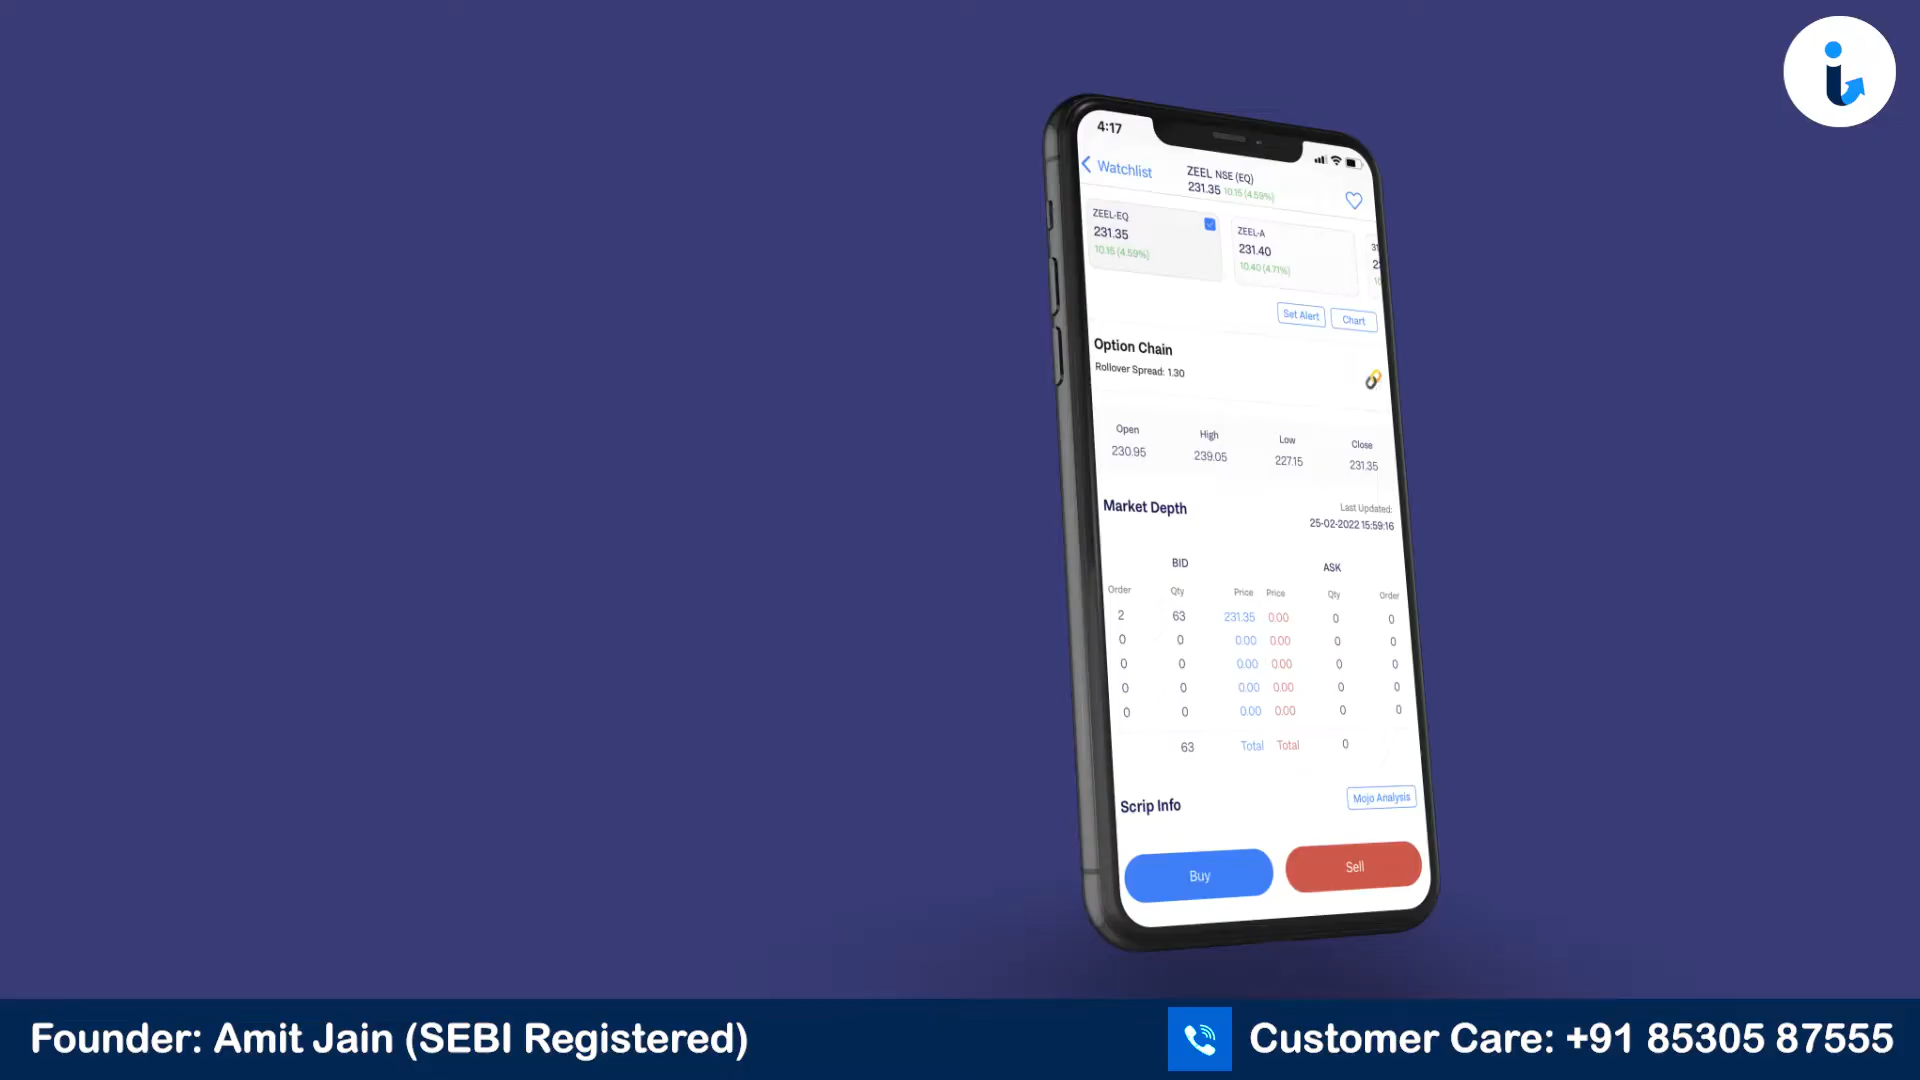 4:17
Watchlist
ZEEL NSE (EQ)
231.35 10.15 (4.59%)
ZEEL-EQ
231.35
10.15 (4.59%)
ZEEL-A
231.40
10.40 (4.71%)
Set Alert
Chart
Option Chain
Rollover Spread: 1.30
Open High Low Close
230.95 239.05 227.15 231.35
Market Depth
Last Updated:
25-02-2022 15:59:16
BID ASK
Order Qty Price Price Qty Order
2 63 231.35 0.00 0 0
0 0 0.00 0.00 0 0
0 0 0.00 0.00 0 0
0 0 0.00 0.00 0 0
0 0 0.00 0.00 0 0
63 Total Total 0
Scrip Info
Mojo Analysis
Buy
Sell
Founder: Amit Jain (SEBI Registered)
Customer Care: +91 85305 87555